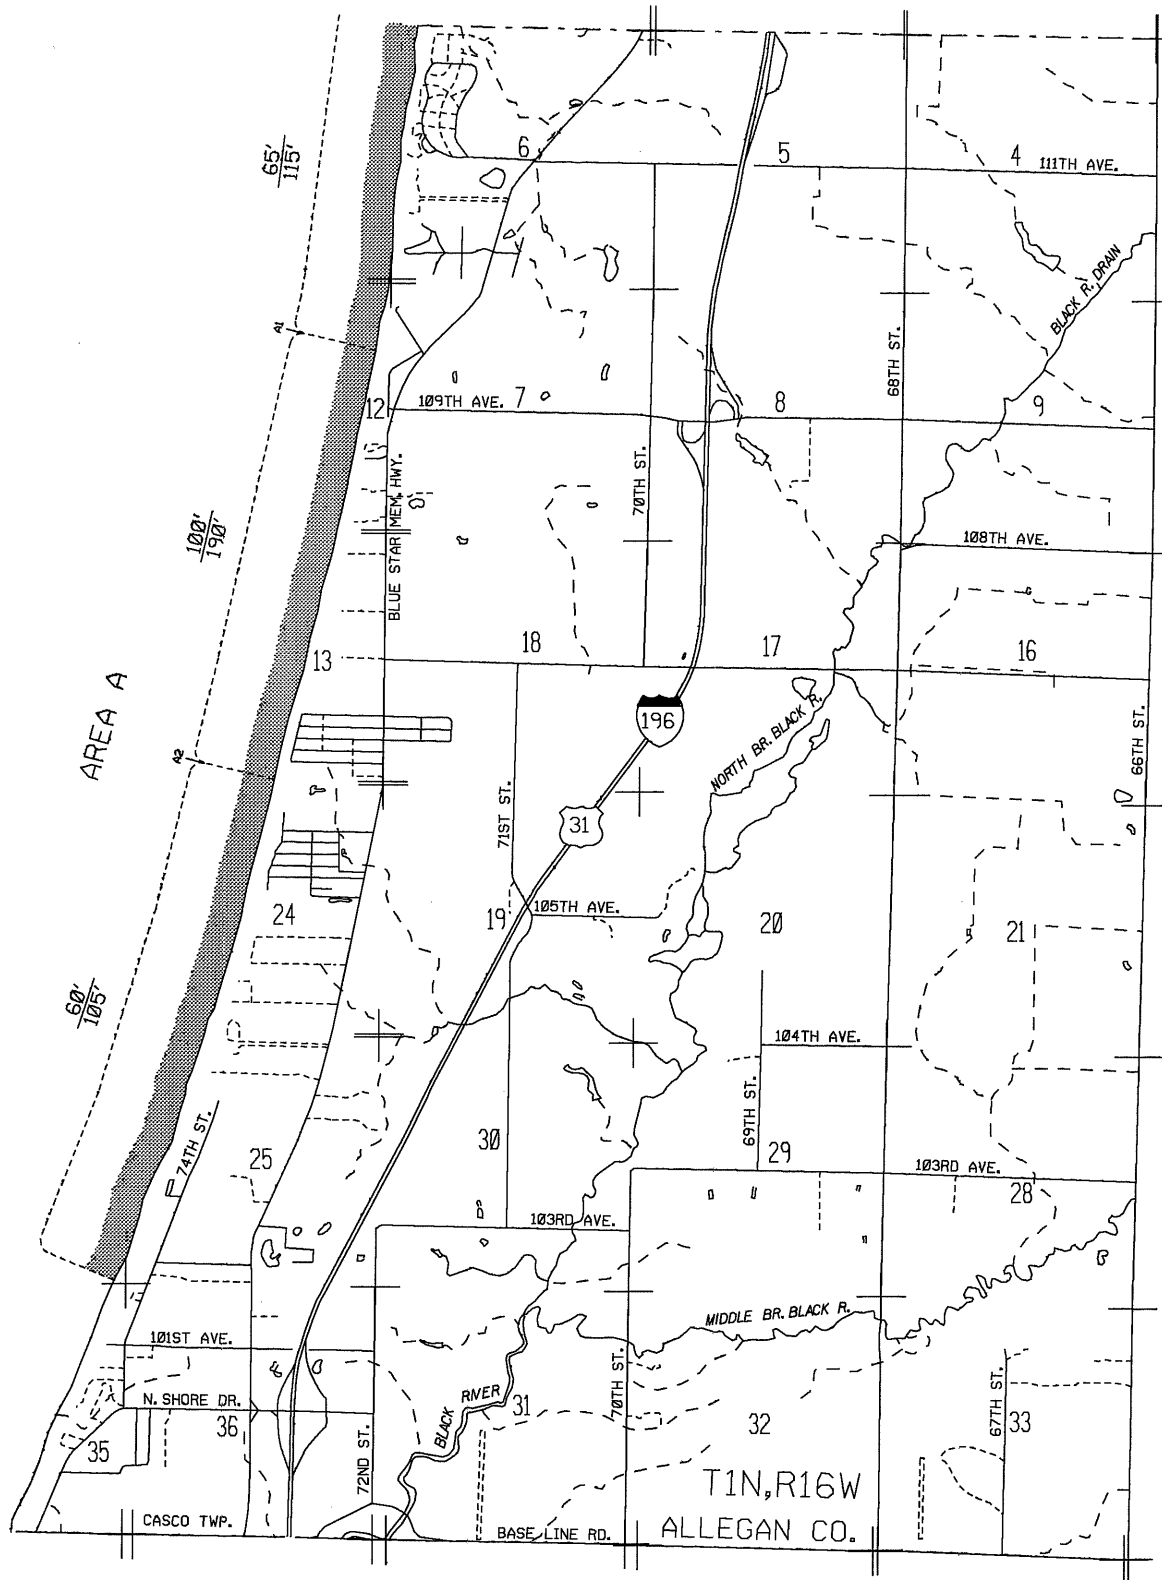 65'
115'
6
5
4
111TH AVE.
BLACK R. DRAIN
A1
68TH ST.
12
109TH AVE.
7
8
9
BLUE STAR MEM. HWY.
70TH ST.
100'
190'
108TH AVE.
13
18
17
16
AREA A
196
NORTH BR. BLACK R.
66TH ST.
A2
71ST ST.
31
24
19
105TH AVE.
20
21
60'
105'
104TH AVE.
69TH ST.
74TH ST.
25
30
29
103RD AVE.
28
103RD AVE.
MIDDLE BR. BLACK R.
101ST AVE.
70TH ST.
67TH ST.
N. SHORE DR.
BLACK RIVER
31
32
33
35
36
72ND ST.
T1N,R16W
CASCO TWP.
BASE LINE RD.
ALLEGAN CO.